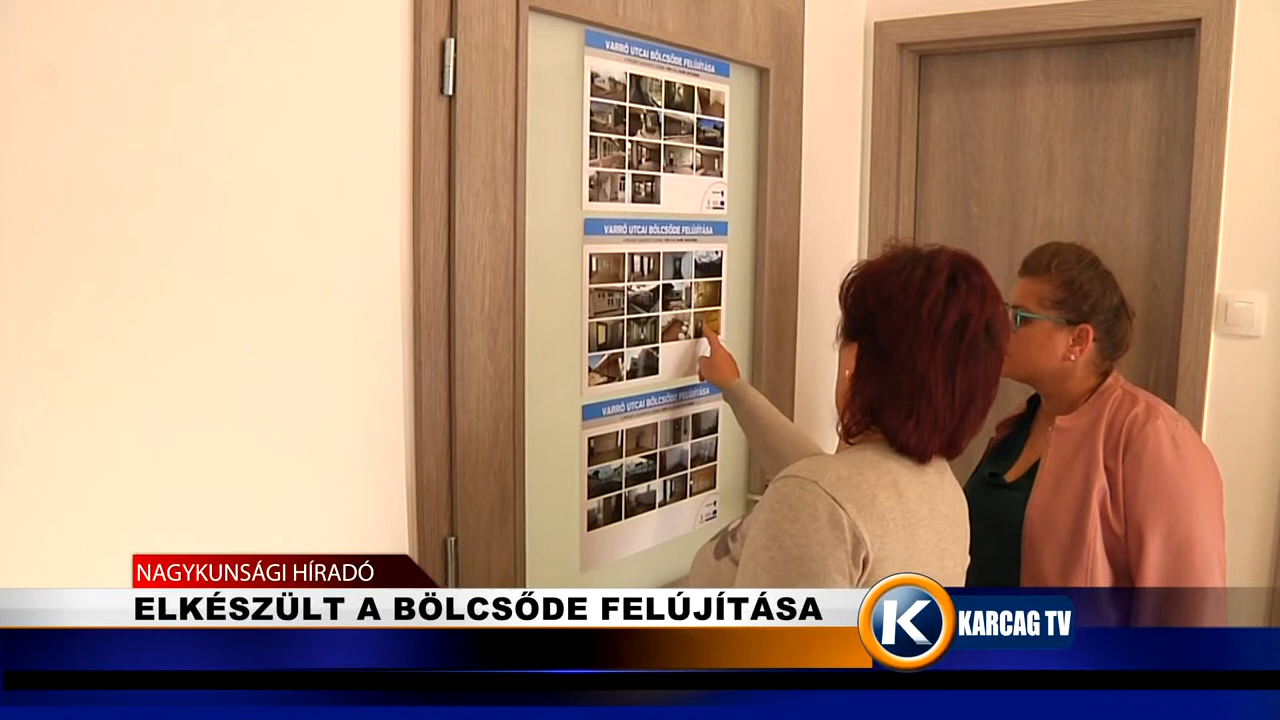 VARRÓ UTCAI BÖLCSŐDE FELÚJÍTÁSA
VARRÓ UTCAI BÖLCSŐDE FELÚJÍTÁSA
VARRÓ UTCAI BÖLCSŐDE FELÚJÍTÁSA
NAGYKUNSÁGI HÍRADÓ
ELKÉSZÜLT A BÖLCSŐDE FELÚJÍTÁSA
K KARCAG TV